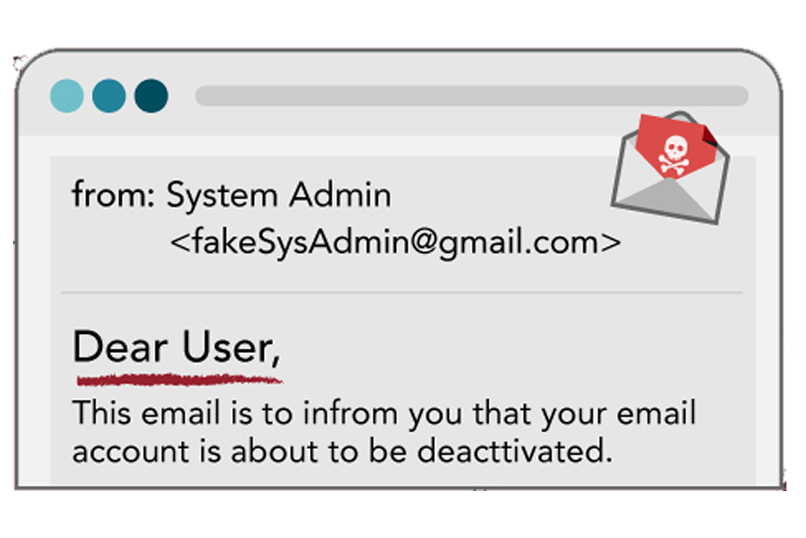 from: System Admin
<fakeSysAdmin@gmail.com>
Dear User,
This email is to infrom you that your email
account is about to be deacttivated.